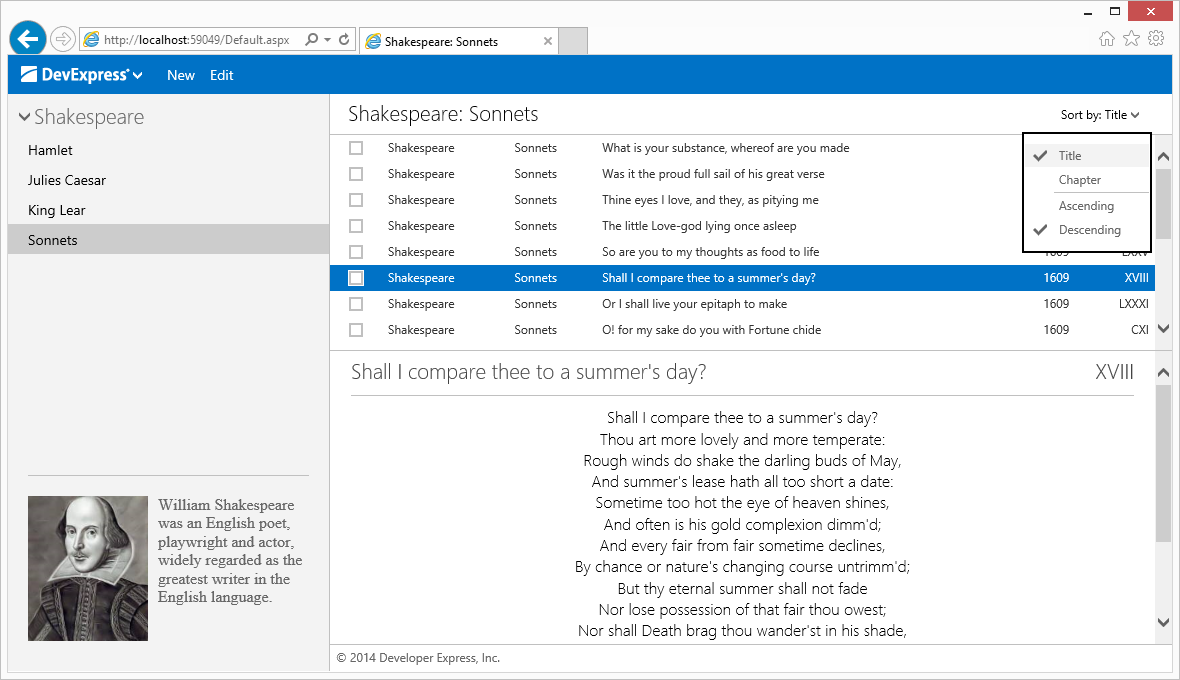 http://localhost:59049/Default.aspx
Shakespeare: Sonnets
DevExpress New Edit
Shakespeare
Hamlet
Julies Caesar
King Lear
Sonnets
William Shakespeare
was an English poet,
playwright and actor,
widely regarded as the
greatest writer in the
English language.
Shakespeare: Sonnets Sort by: Title
Shakespeare Sonnets What is your substance, whereof are you made
Shakespeare Sonnets Was it the proud full sail of his great verse
Shakespeare Sonnets Thine eyes I love, and they, as pitying me
Shakespeare Sonnets The little Love-god lying once asleep
Shakespeare Sonnets So are you to my thoughts as food to life
Shakespeare Sonnets Shall I compare thee to a summer's day? 1609 XVIII
Shakespeare Sonnets Or I shall live your epitaph to make 1609 LXXXI
Shakespeare Sonnets O! for my sake do you with Fortune chide 1609 CXI
Title
Chapter
Ascending
Descending
Shall I compare thee to a summer's day? XVIII
Shall I compare thee to a summer's day?
Thou art more lovely and more temperate:
Rough winds do shake the darling buds of May,
And summer's lease hath all too short a date:
Sometime too hot the eye of heaven shines,
And often is his gold complexion dimm'd;
And every fair from fair sometime declines,
By chance or nature's changing course untrimm'd;
But thy eternal summer shall not fade
Nor lose possession of that fair thou owest;
Nor shall Death brag thou wander'st in his shade,
© 2014 Developer Express, Inc.